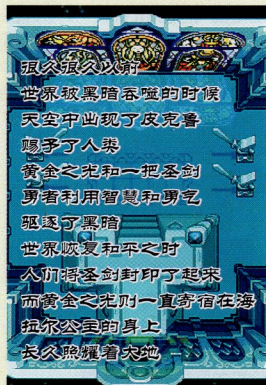 很久很久以前
世界被黑暗吞噬的时候
天空中出现了皮克鲁
赐予了人类
黄金之光和一把圣剑
勇者利用智慧和勇气
驱逐了黑暗
世界恢复和平之时
人们将圣剑封印了起来
而黄金之光则一直寄宿在海
拉尔公主的身上
长久照耀着大地